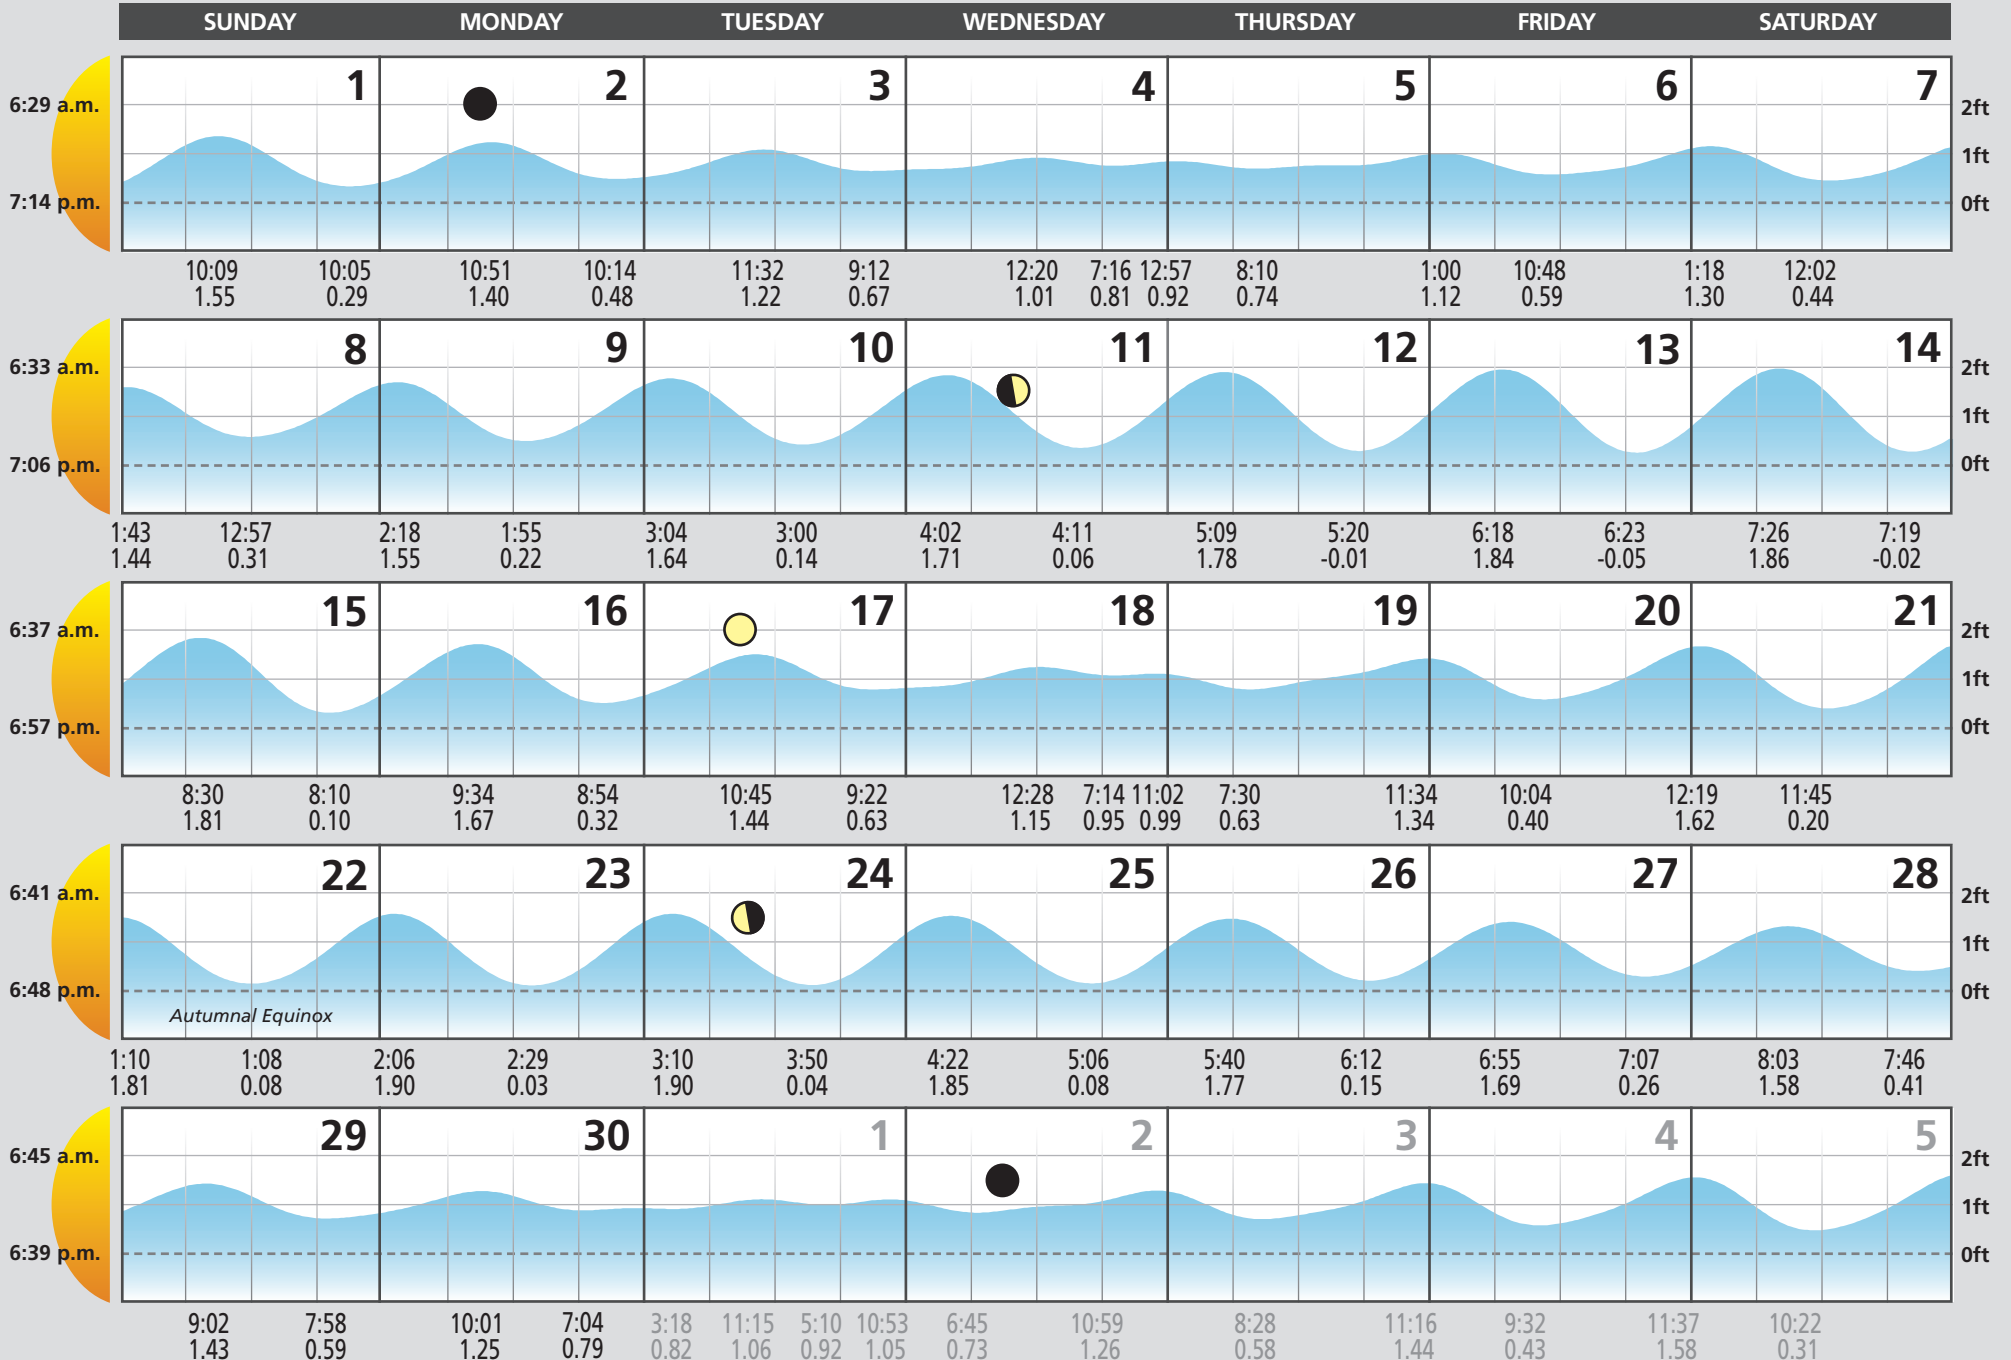 SUNDAY MONDAY TUESDAY WEDNESDAY THURSDAY FRIDAY SATURDAY
1 2 3 4 5 6 7
6:29 a.m. 2ft
1ft
7:14 p.m. 0ft
10:09 10:05 10:51 10:14 11:32 9:12 12:20 7:16 12:57 8:10 1:00 10:48 1:18 12:02
1.55 0.29 1.40 0.48 1.22 0.67 1.01 0.81 0.92 0.74 1.12 0.59 1.30 0.44
8 9 10 11 12 13 14
6:33 a.m. 2ft
1ft
7:06 p.m. 0ft
1:43 12:57 2:18 1:55 3:04 3:00 4:02 4:11 5:09 5:20 6:18 6:23 7:26 7:19
1.44 0.31 1.55 0.22 1.64 0.14 1.71 0.06 1.78 -0.01 1.84 -0.05 1.86 -0.02
15 16 17 18 19 20 21
6:37 a.m. 2ft
1ft
6:57 p.m. 0ft
8:30 8:10 9:34 8:54 10:45 9:22 12:28 7:14 11:02 7:30 11:34 10:04 12:19 11:45
1.81 0.10 1.67 0.32 1.44 0.63 1.15 0.95 0.99 0.63 1.34 0.40 1.62 0.20
22 23 24 25 26 27 28
6:41 a.m. 2ft
1ft
6:48 p.m. 0ft
Autumnal Equinox
1:10 1:08 2:06 2:29 3:10 3:50 4:22 5:06 5:40 6:12 6:55 7:07 8:03 7:46
1.81 0.08 1.90 0.03 1.90 0.04 1.85 0.08 1.77 0.15 1.69 0.26 1.58 0.41
29 30 1 2 3 4 5
6:45 a.m. 2ft
1ft
6:39 p.m. 0ft
9:02 7:58 10:01 7:04 3:18 11:15 5:10 10:53 6:45 10:59 8:28 11:16 9:32 11:37 10:22
1.43 0.59 1.25 0.79 0.82 1.06 0.92 1.05 0.73 1.26 0.58 1.44 0.43 1.58 0.31